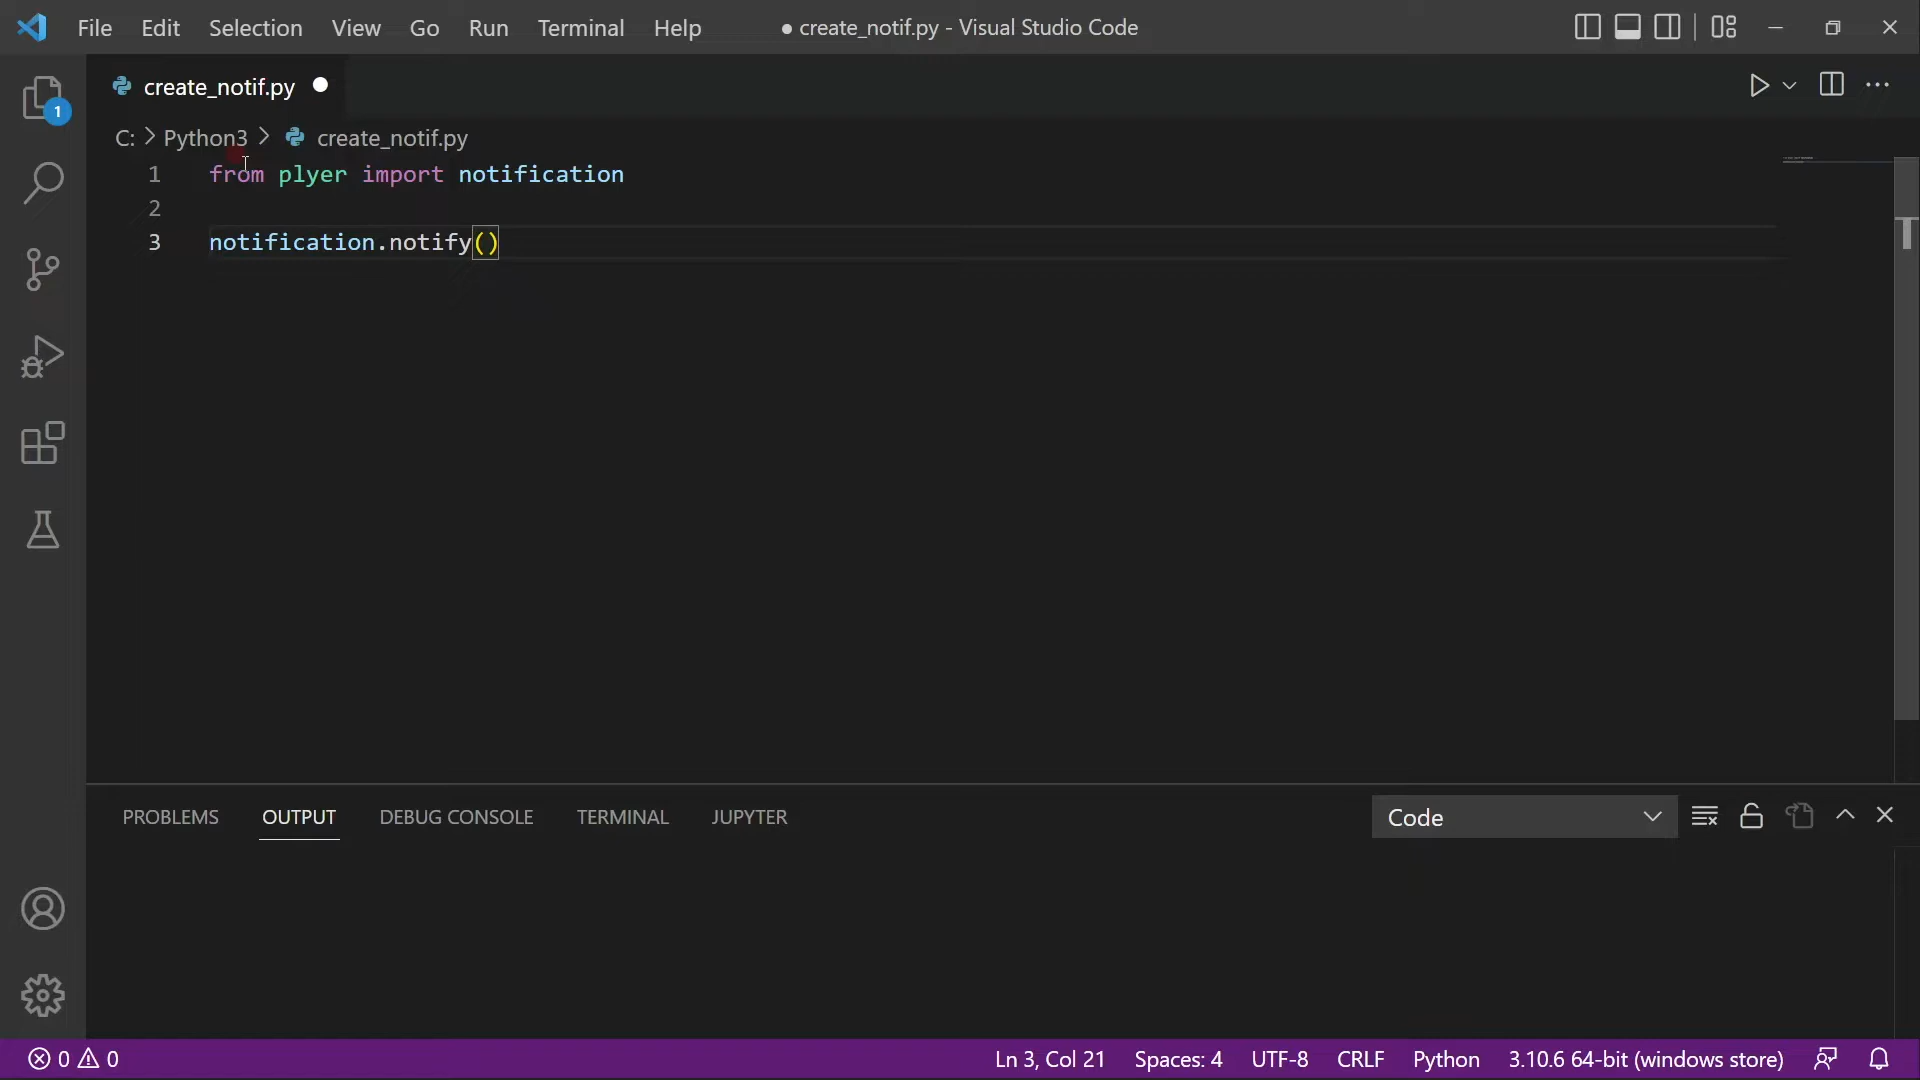 File Edit Selection View Go Run Terminal Help ● create_notif.py - Visual Studio Code
create_notif.py
1
C: > Python3 > create_notif.py
1 from plyer import notification
2
3 notification.notify()
PROBLEMS OUTPUT DEBUG CONSOLE TERMINAL JUPYTER Code
0 0 Ln 3, Col 21 Spaces: 4 UTF-8 CRLF Python 3.10.6 64-bit (windows store)